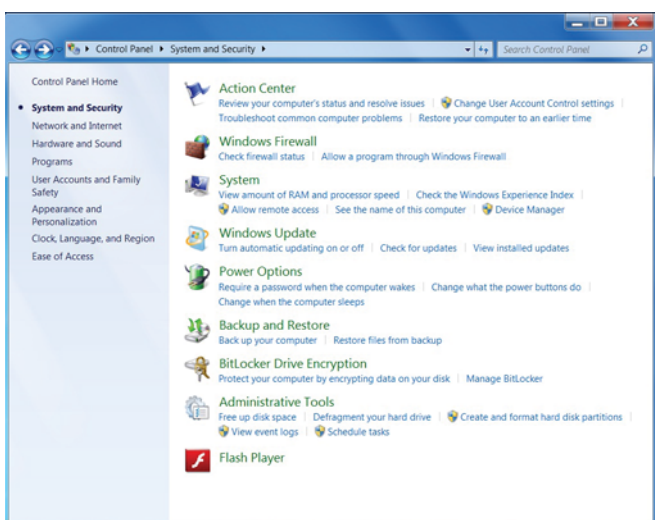 Control Panel System and Security Search Control Panel
Control Panel Home
System and Security
Network and Internet
Hardware and Sound
Programs
User Accounts and Family
Safety
Appearance and
Personalization
Clock, Language, and Region
Ease of Access
Action Center
Review your computer's status and resolve issues | Change User Account Control settings |
Troubleshoot common computer problems | Restore your computer to an earlier time
Windows Firewall
Check firewall status | Allow a program through Windows Firewall
System
View amount of RAM and processor speed | Check the Windows Experience Index |
Allow remote access | See the name of this computer | Device Manager
Windows Update
Turn automatic updating on or off | Check for updates | View installed updates
Power Options
Require a password when the computer wakes | Change what the power buttons do |
Change when the computer sleeps
Backup and Restore
Back up your computer | Restore files from backup
BitLocker Drive Encryption
Protect your computer by encrypting data on your disk | Manage BitLocker
Administrative Tools
Free up disk space | Defragment your hard drive | Create and format hard disk partitions |
View event logs | Schedule tasks
Flash Player